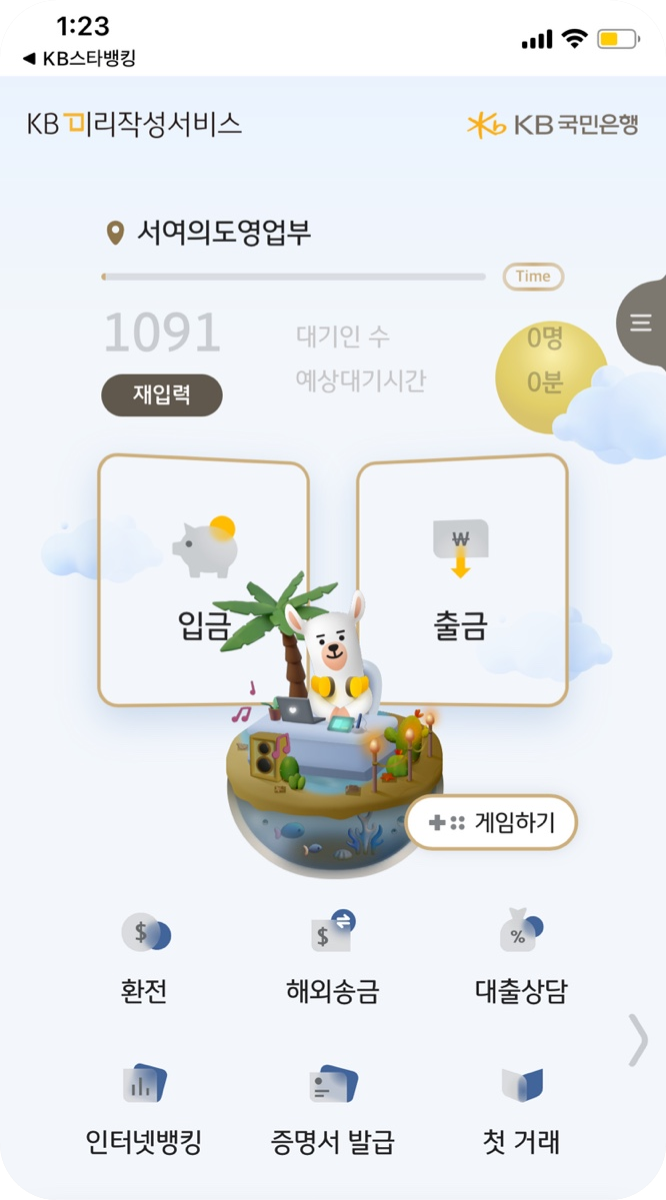 1:23
◀ KB스타뱅킹
KB 미리작성서비스
KB 국민은행
서여의도영업부
Time
1091
대기인 수 0명
예상대기시간 0분
재입력
입금
출금
게임하기
환전
해외송금
대출상담
인터넷뱅킹
증명서 발급
첫 거래